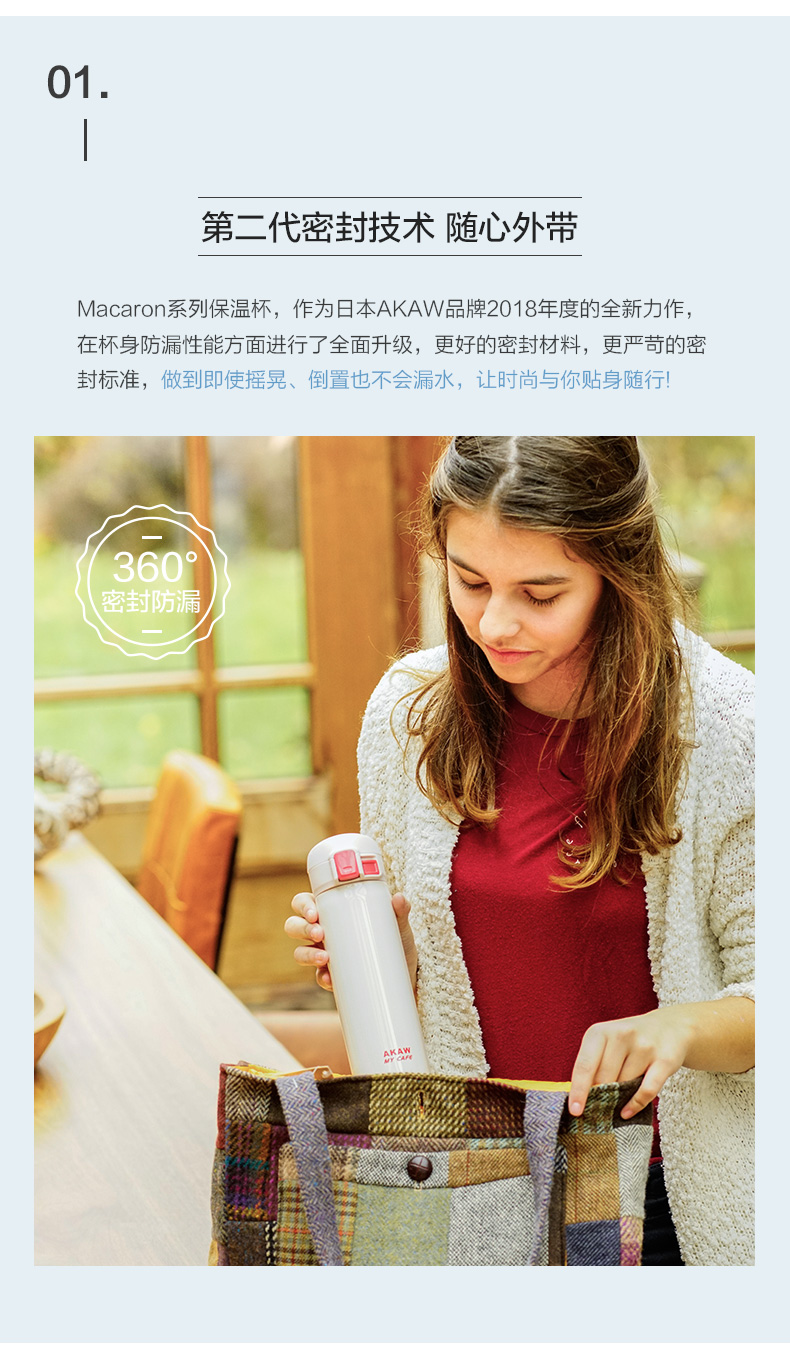 01.
第二代密封技术 随心外带
Macaron系列保温杯，作为日本AKAW品牌2018年度的全新力作，
在杯身防漏性能方面进行了全面升级，更好的密封材料，更严苛的密
封标准，做到即使摇晃、倒置也不会漏水，让时尚与你贴身随行!
360°
密封防漏
AKAW
MY CAFE